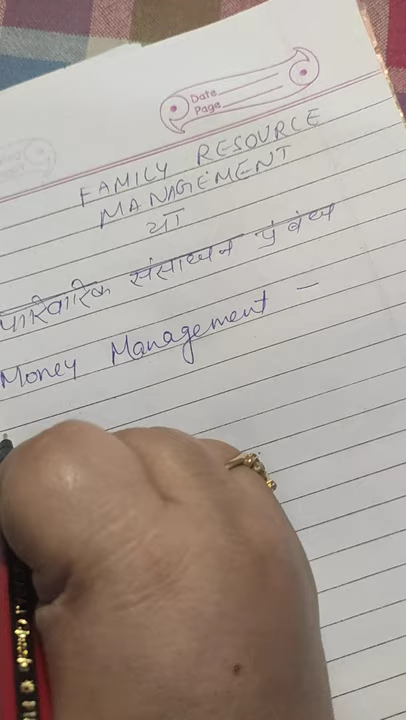 Date
Page
FAMILY RESOURCE
MANAGEMENT
या
पारिवारिक संसाधन प्रबंध
Money Management –